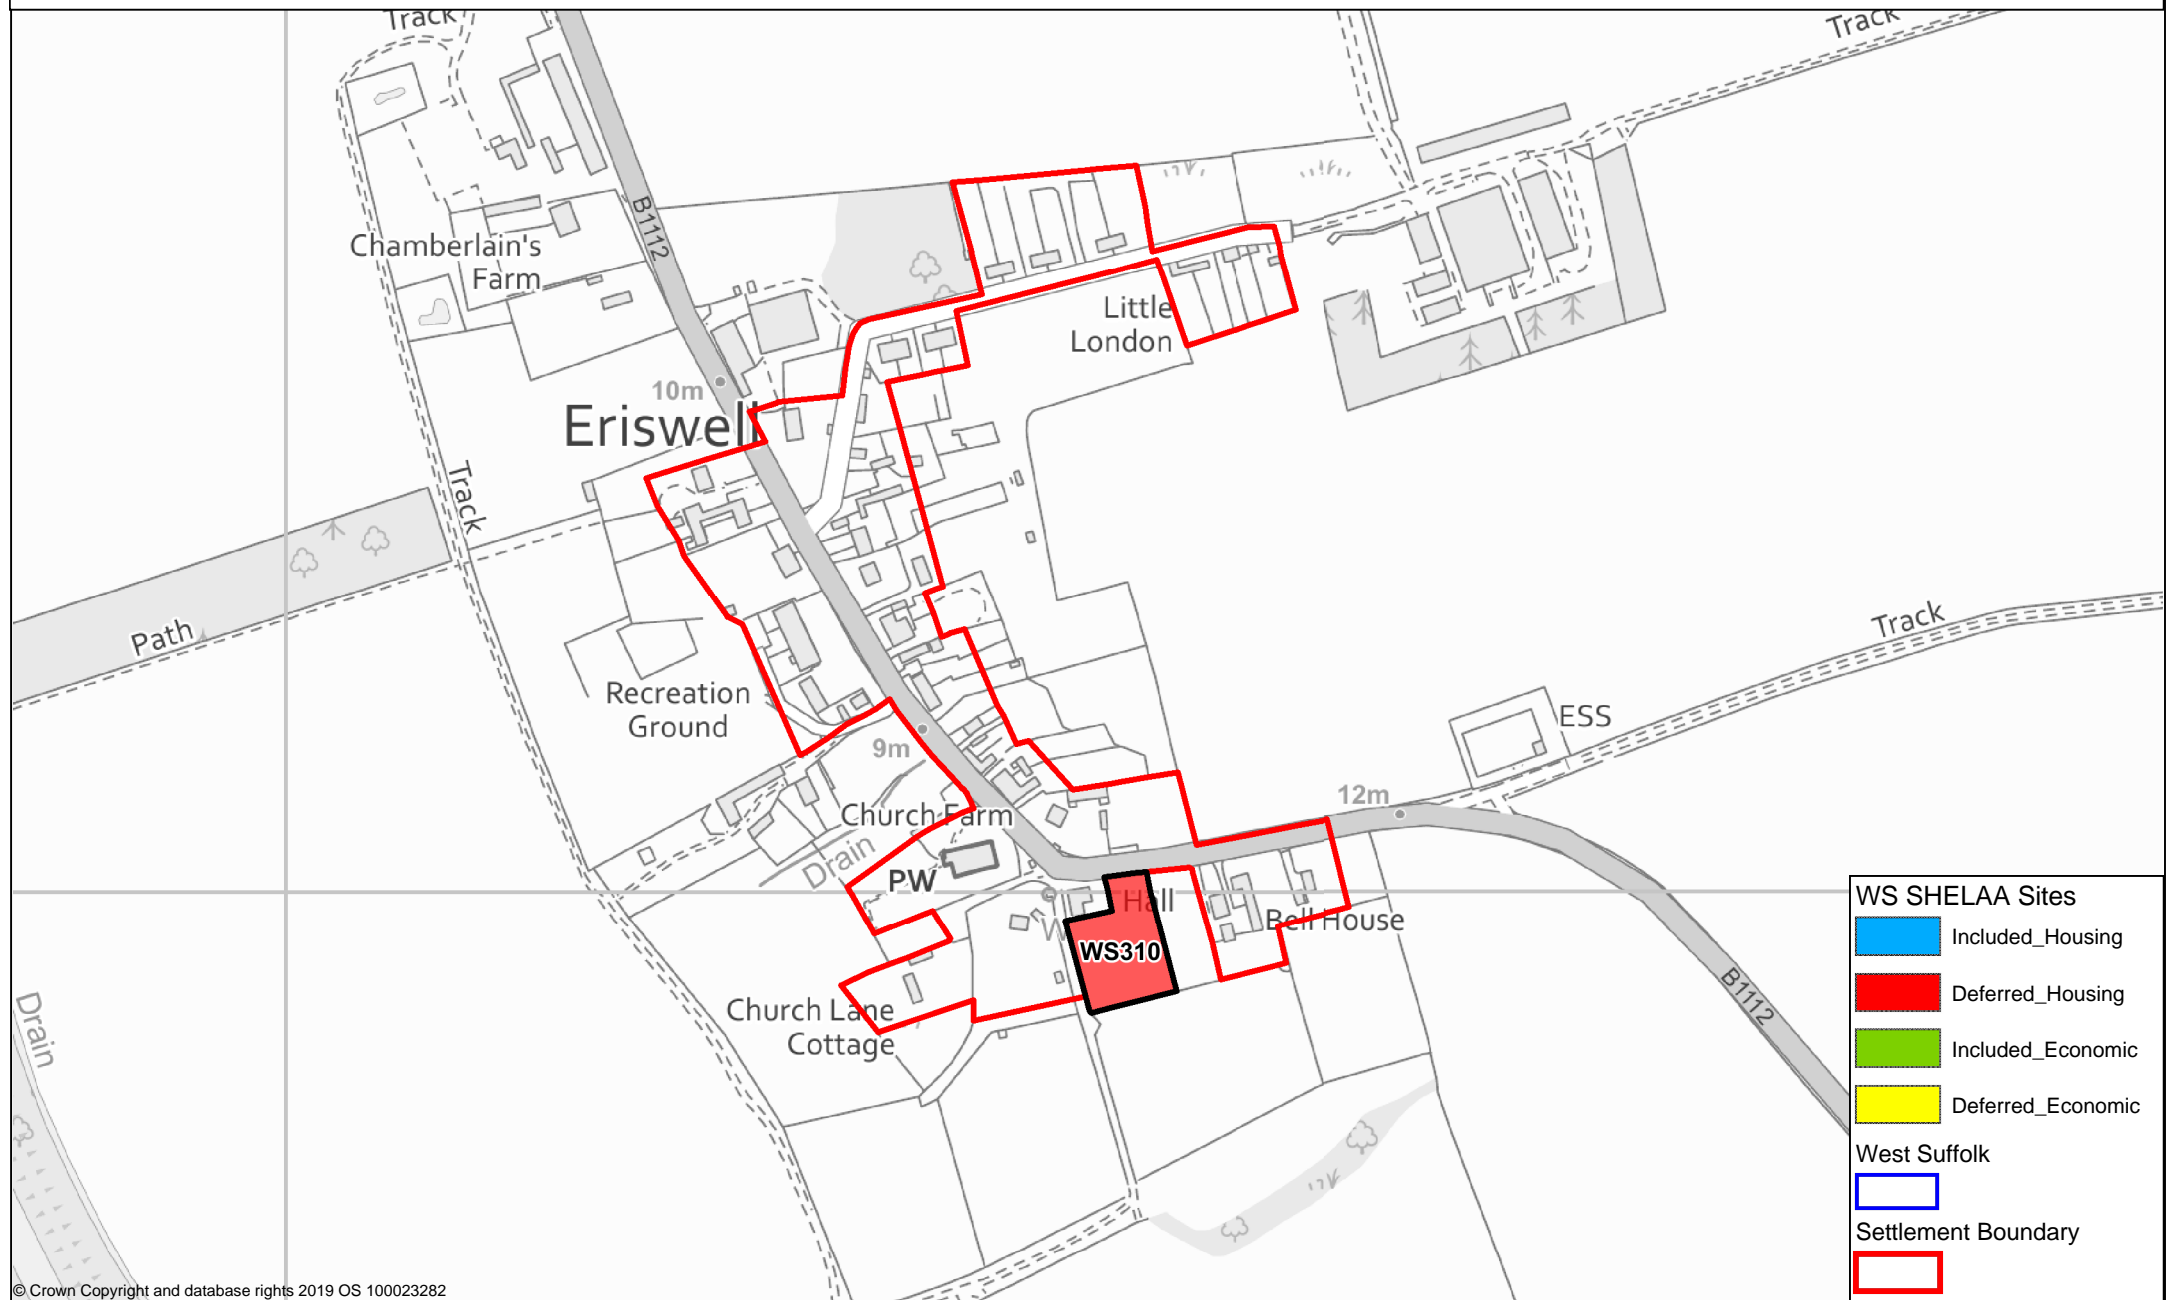 Track
Track
B1112
Chamberlain's
Farm
Little
London
10m
Eriswell
Track
Path
Track
Recreation
Ground
9m
ESS
12m
Church Farm
Drain
PW
Hall
W
Bell House
WS310
Church Lane
Cottage
Drain
B1112
WS SHELAA Sites
Included_Housing
Deferred_Housing
Included_Economic
Deferred_Economic
West Suffolk
Settlement Boundary
© Crown Copyright and database rights 2019 OS 100023282